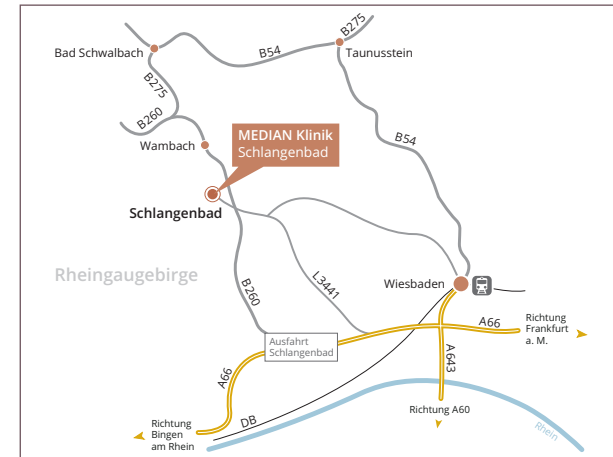 B275
Bad Schwalbach
B54
Taunusstein
B275
B260
MEDIAN Klinik
Schlangenbad
B54
Wambach
Schlangenbad
Rheingaugebirge
Wiesbaden
L3441
B260
Ausfahrt
Schlangenbad
A66
Richtung
Frankfurt
a. M.
A643
A66
Richtung A60
DB
Richtung
Bingen
am Rhein
Rhein